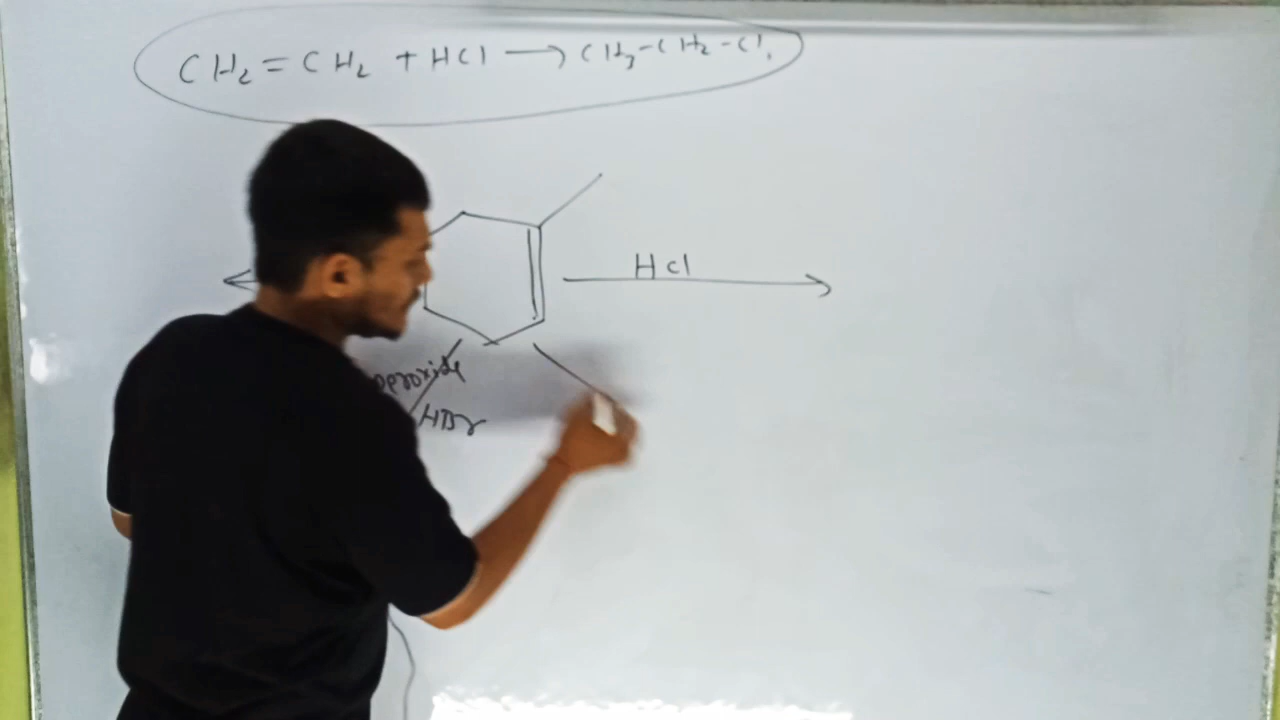 CH₂=CH₂ + HCl ⟶ CH₃-CH₂-Cl.
HCl
peroxide
HBr